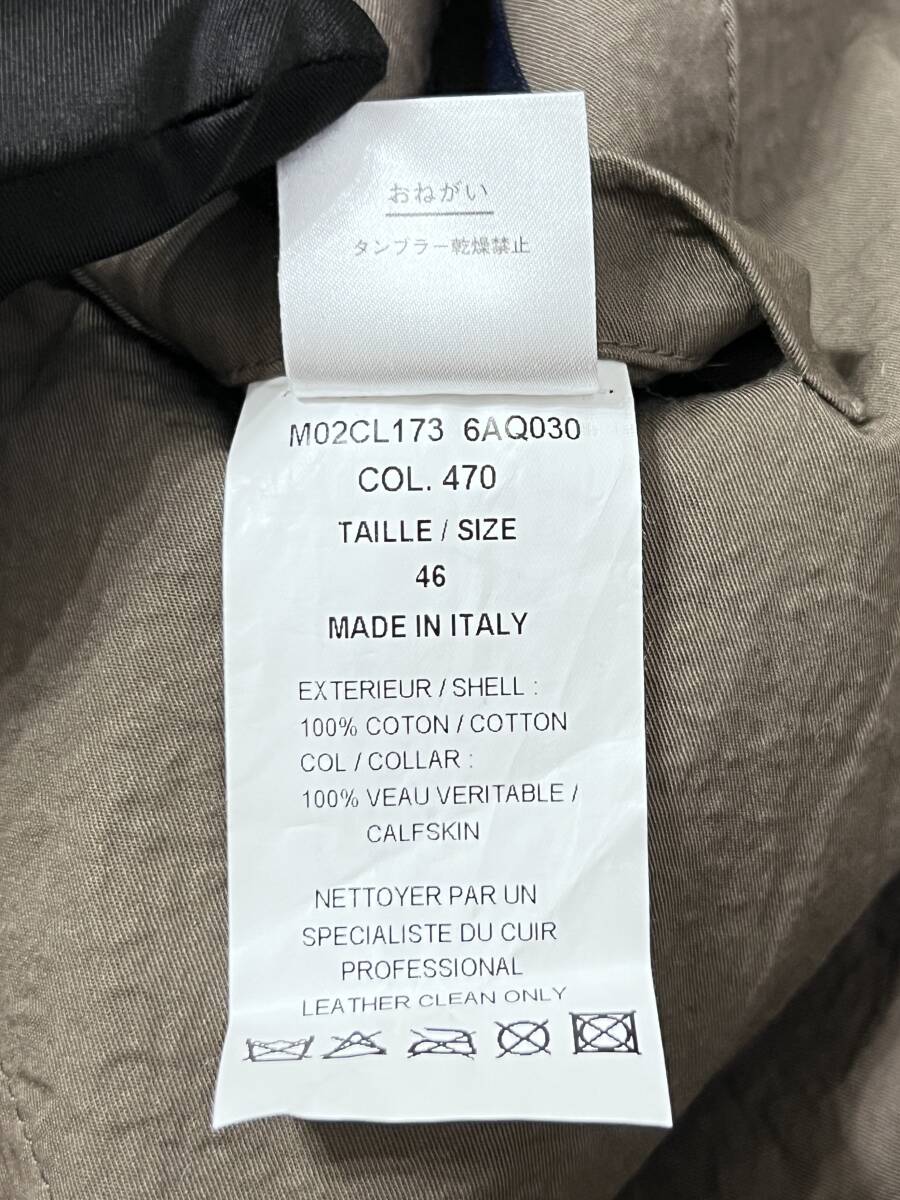 おねがい
タンブラー乾燥禁止
M02CL173 6AQ030
COL. 470
TAILLE / SIZE
46
MADE IN ITALY
EXTERIEUR / SHELL :
100% COTON / COTTON
COL / COLLAR :
100% VEAU VERITABLE /
CALFSKIN
NETTOYER PAR UN
SPECIALISTE DU CUIR
PROFESSIONAL
LEATHER CLEAN ONLY